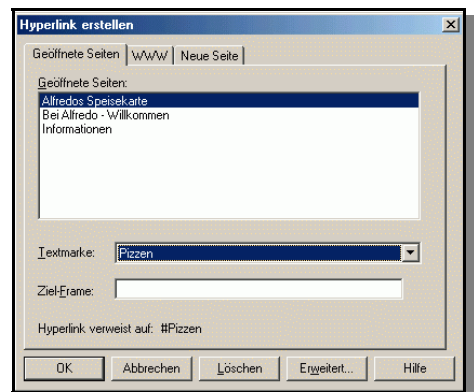 Hyperlink erstellen
Geöffnete Seiten WWW Neue Seite
Geöffnete Seiten:
Alfredos Speisekarte
Bei Alfredo - Willkommen
Informationen
Textmarke: Pizzen
Ziel-Frame:
Hyperlink verweist auf: #Pizzen
OK Abbrechen Löschen Erweitert... Hilfe